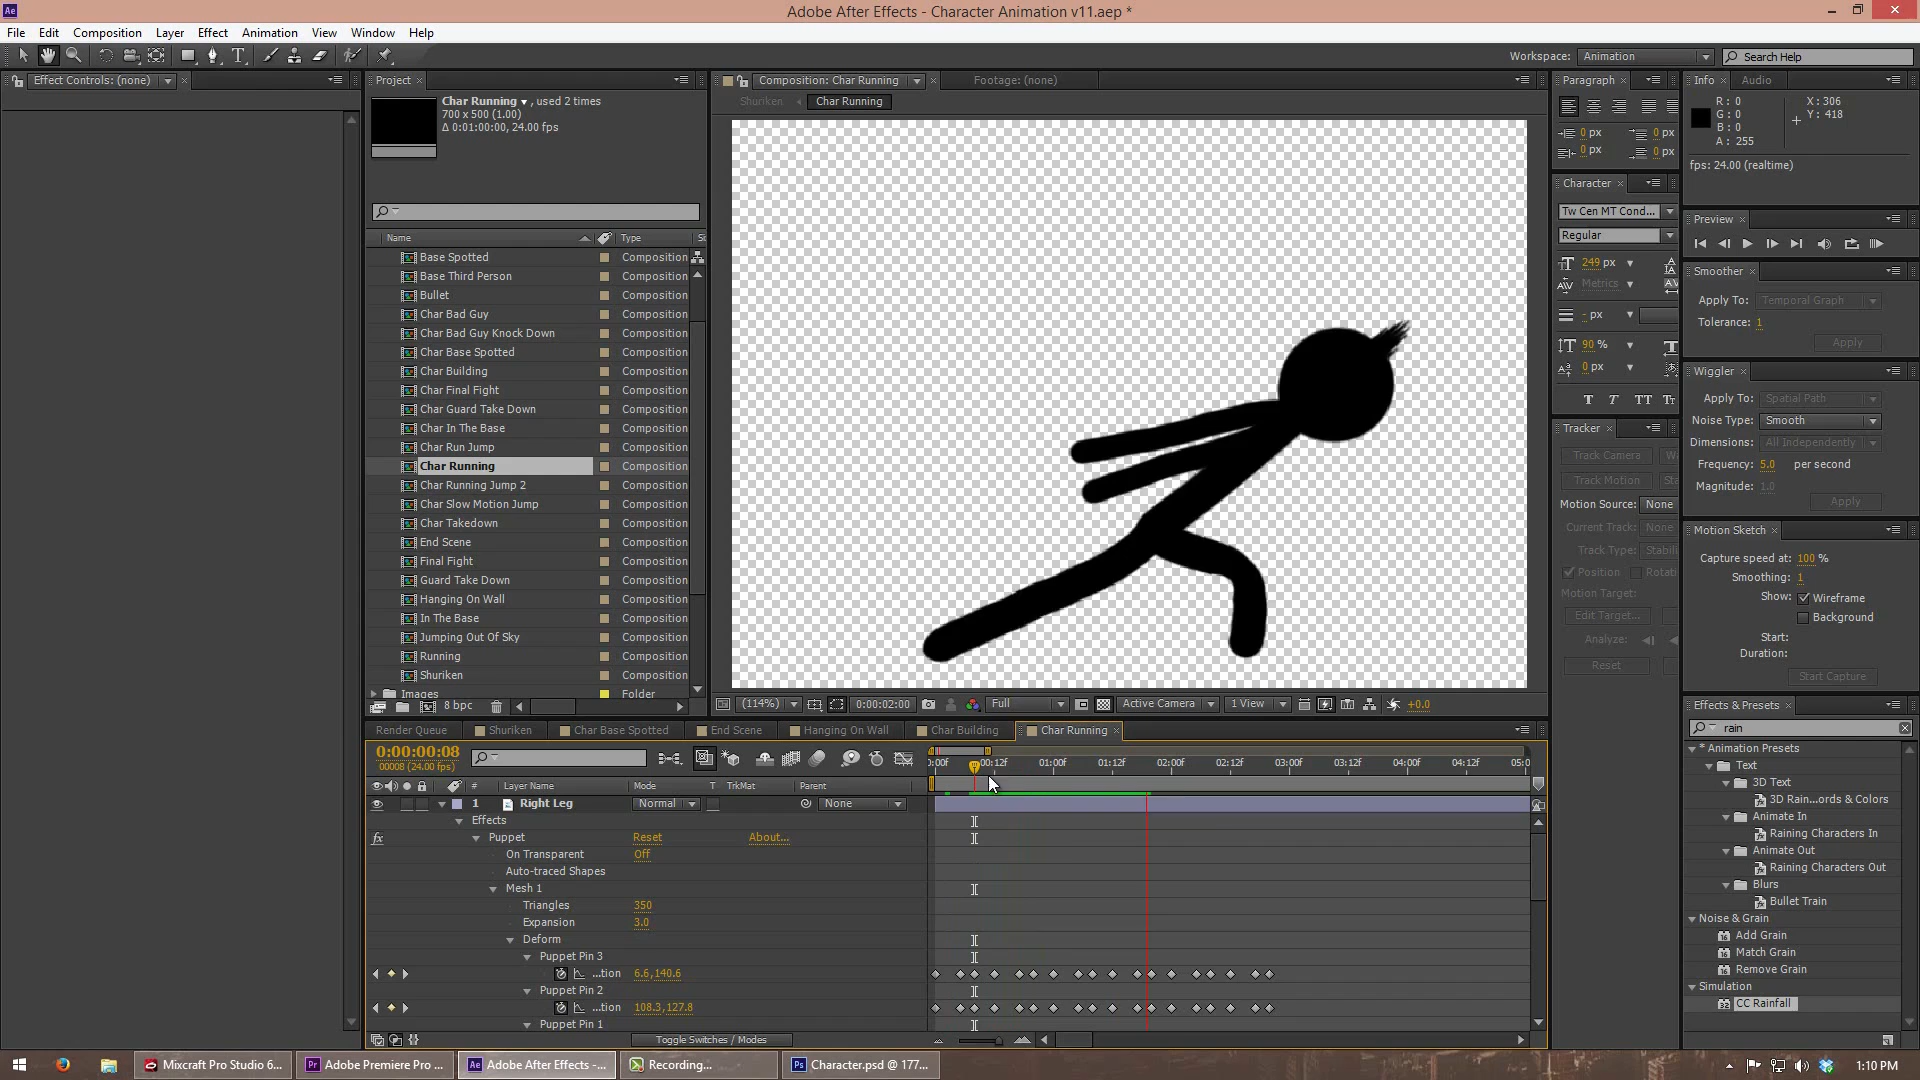 Ae
Adobe After Effects - Character Animation v11.aep *
File Edit Composition Layer Effect Animation View Window Help
Workspace: Animation Search Help
Effect Controls: (none)
Project
Char Running , used 2 times
700 x 500 (1.00)
Δ 0:01:00:00, 24.00 fps
Name Type
Base Spotted Composition
Base Third Person Composition
Bullet Composition
Char Bad Guy Composition
Char Bad Guy Knock Down Composition
Char Base Spotted Composition
Char Building Composition
Char Final Fight Composition
Char Guard Take Down Composition
Char In The Base Composition
Char Run Jump Composition
Char Running Composition
Char Running Jump 2 Composition
Char Slow Motion Jump Composition
Char Takedown Composition
End Scene Composition
Final Fight Composition
Guard Take Down Composition
Hanging On Wall Composition
In The Base Composition
Jumping Out Of Sky Composition
Running Composition
Shuriken Composition
Images Folder
8 bpc
Composition: Char Running Footage: (none)
Shuriken Char Running
(114%) 0:00:02:00 Full Active Camera 1 View +0.0
Paragraph
0 px 0 px
0 px 0 px
Character
Tw Cen MT Cond...
Regular
249 px
Metrics
- px
90 %
0 px
T T TT Tт
Tracker
Track Camera
Track Motion
Motion Source: None
Current Track: None
Track Type: Stabili
Position Rotati
Motion Target:
Edit Target...
Analyze:
Reset
Info Audio
R: 0 X: 306
G: 0 Y: 418
B: 0
A: 255
fps: 24.00 (realtime)
Preview
Smoother
Apply To: Temporal Graph
Tolerance: 1
Apply
Wiggler
Apply To: Spatial Path
Noise Type: Smooth
Dimensions: All Independently
Frequency: 5.0 per second
Magnitude: 1.0
Apply
Motion Sketch
Capture speed at: 100 %
Smoothing: 1
Show: Wireframe
Background
Start:
Duration:
Start Capture
Effects & Presets
rain
* Animation Presets
Text
3D Text
3D Rain...ords & Colors
Animate In
Raining Characters In
Animate Out
Raining Characters Out
Blurs
Bullet Train
Noise & Grain
Add Grain
Match Grain
Remove Grain
Simulation
CC Rainfall
Render Queue Shuriken Char Base Spotted End Scene Hanging On Wall Char Building Char Running
0:00:00:08
00008 (24.00 fps)
0:00f 00:12f 01:00f 01:12f 02:00f 02:12f 03:00f 03:12f 04:00f 04:12f 05:0
# Layer Name Mode T TrkMat Parent
1 Right Leg Normal None
Effects
fx Puppet Reset About...
On Transparent Off
Auto-traced Shapes
Mesh 1
Triangles 350
Expansion 3.0
Deform
Puppet Pin 3
...tion 6.6,140.6
Puppet Pin 2
...tion 108.3,127.8
Puppet Pin 1
Toggle Switches / Modes
Mixcraft Pro Studio 6... Pr Adobe Premiere Pro ... Ae Adobe After Effects -... Recording... Ps Character.psd @ 177... 1:10 PM